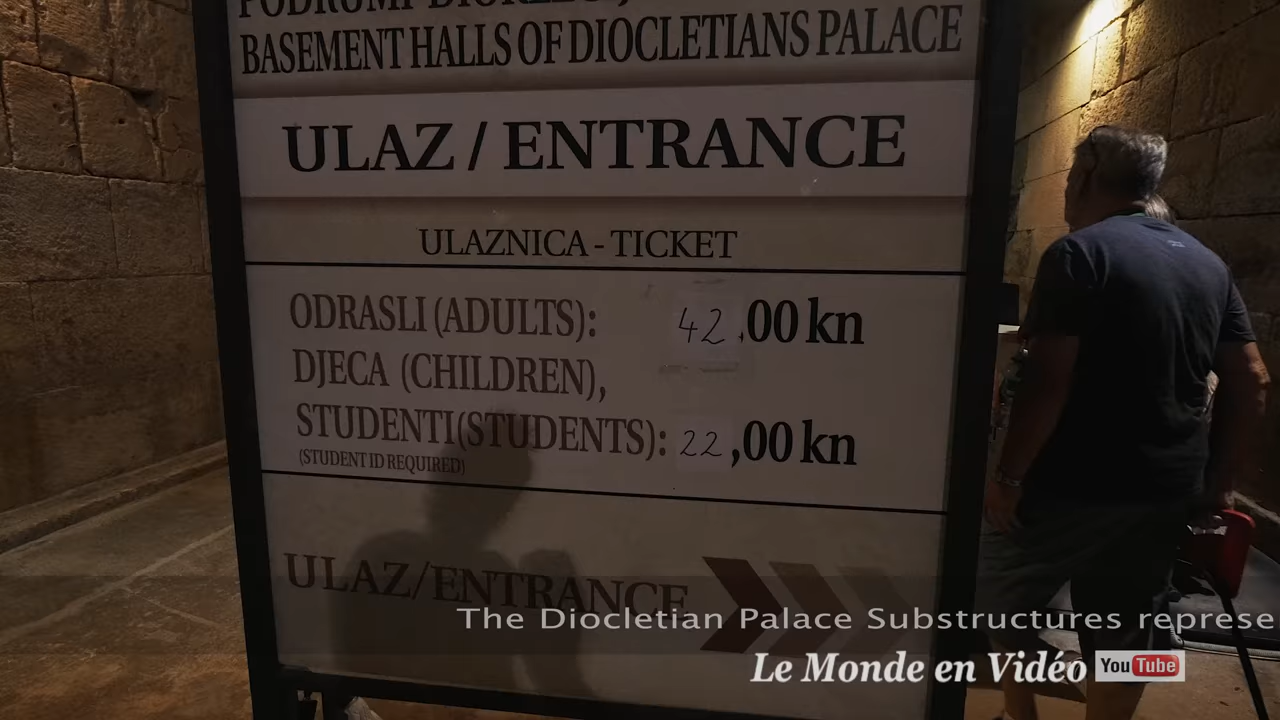 PODRUMI
BASEMENT HALLS OF DIOCLETIANS PALACE
ULAZ / ENTRANCE
ULAZNICA - TICKET
ODRASLI (ADULTS): 42,00 kn
DJECA (CHILDREN),
STUDENTI (STUDENTS): 22,00 kn
(STUDENT ID REQUIRED)
ULAZ/ENTRANCE
The Diocletian Palace Substructures represe
Le Monde en Vidéo YouTube